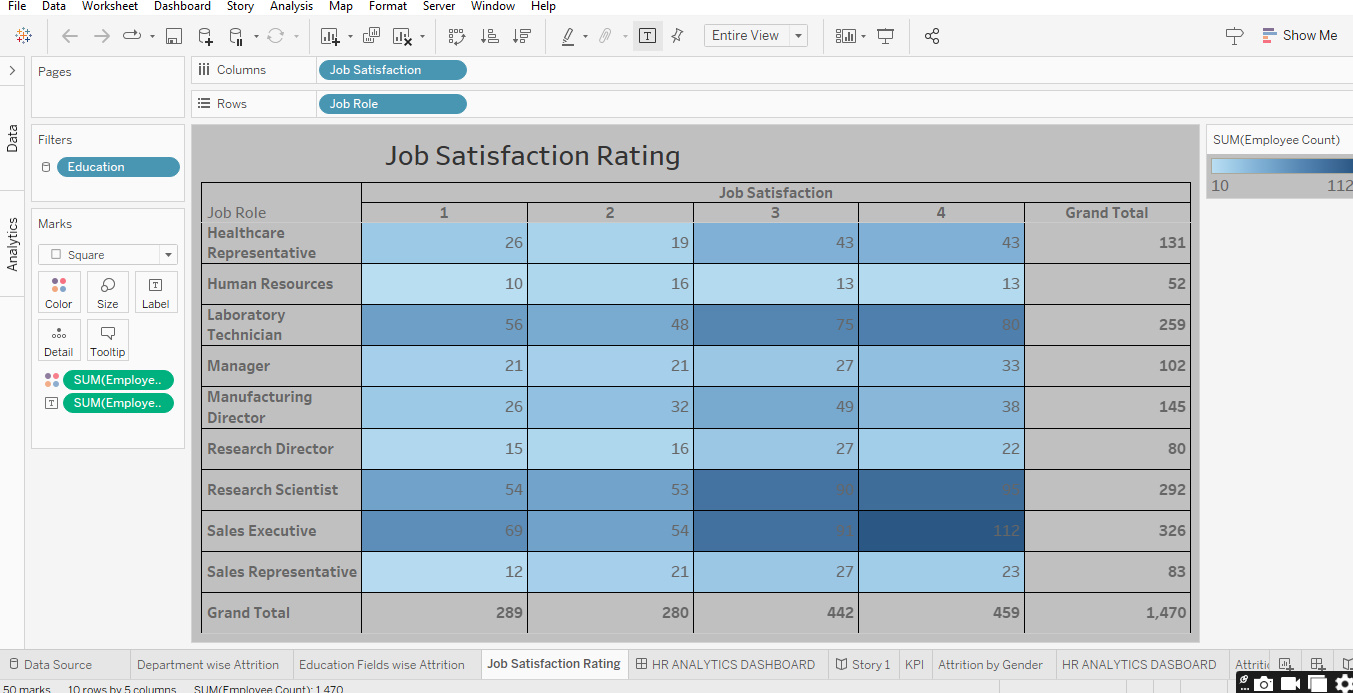 File Data Worksheet Dashboard Story Analysis Map Format Server Window Help
Entire View
Show Me
Pages
Columns Job Satisfaction
Rows Job Role
Data
Analytics
Filters
Education
Marks
Square
Color Size Label
Detail Tooltip
SUM(Employe..
SUM(Employe..
Job Satisfaction Rating
Job Satisfaction
Job Role 1 2 3 4 Grand Total
Healthcare
Representative 26 19 43 43 131
Human Resources 10 16 13 13 52
Laboratory
Technician 56 48 75 80 259
Manager 21 21 27 33 102
Manufacturing
Director 26 32 49 38 145
Research Director 15 16 27 22 80
Research Scientist 54 53 292
Sales Executive 69 54 112 326
Sales Representative 12 21 27 23 83
Grand Total 289 280 442 459 1,470
SUM(Employee Count)
10 112
Data Source Department wise Attrition Education Fields wise Attrition Job Satisfaction Rating HR ANALYTICS DASHBOARD Story 1 KPI Attrition by Gender HR ANALYTICS DASBOARD Attriti
50 marks 10 rows by 5 columns SUM(Employee Count): 1,470